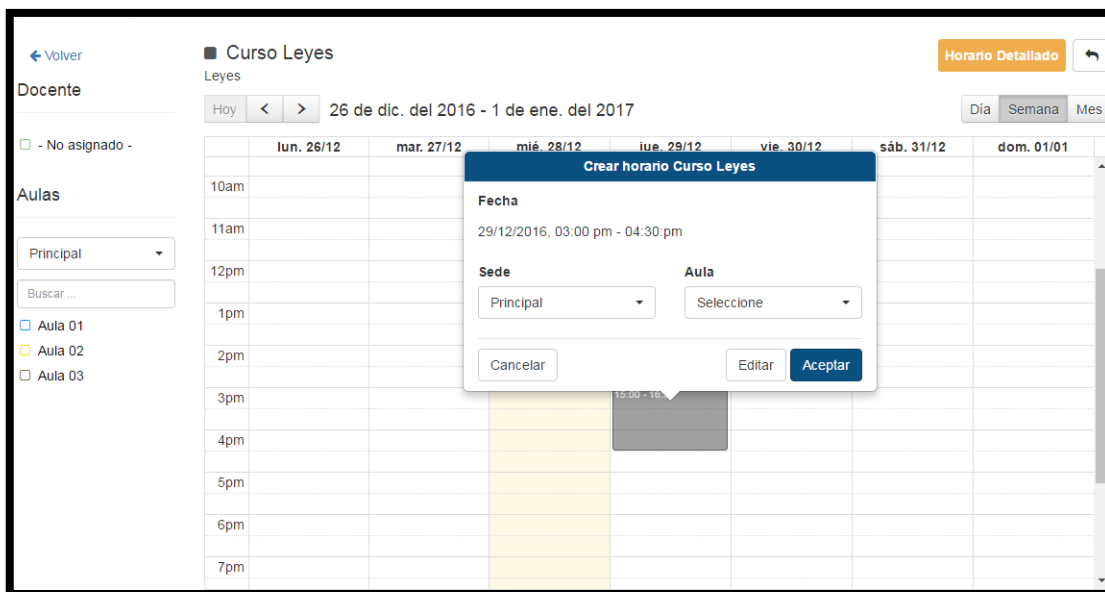 Volver
Docente
- No asignado -
Aulas
Principal
Buscar ...
Aula 01
Aula 02
Aula 03
Curso Leyes
Leyes
Horario Detallado
Hoy 26 de dic. del 2016 - 1 de ene. del 2017
Día Semana Mes
lun. 26/12 mar. 27/12 mié. 28/12 jue. 29/12 vie. 30/12 sáb. 31/12 dom. 01/01
10am
11am
12pm
1pm
2pm
3pm
4pm
5pm
6pm
7pm
Crear horario Curso Leyes
Fecha
29/12/2016, 03:00 pm - 04:30:pm
Sede Aula
Principal Seleccione
Cancelar Editar Aceptar
15:00 -